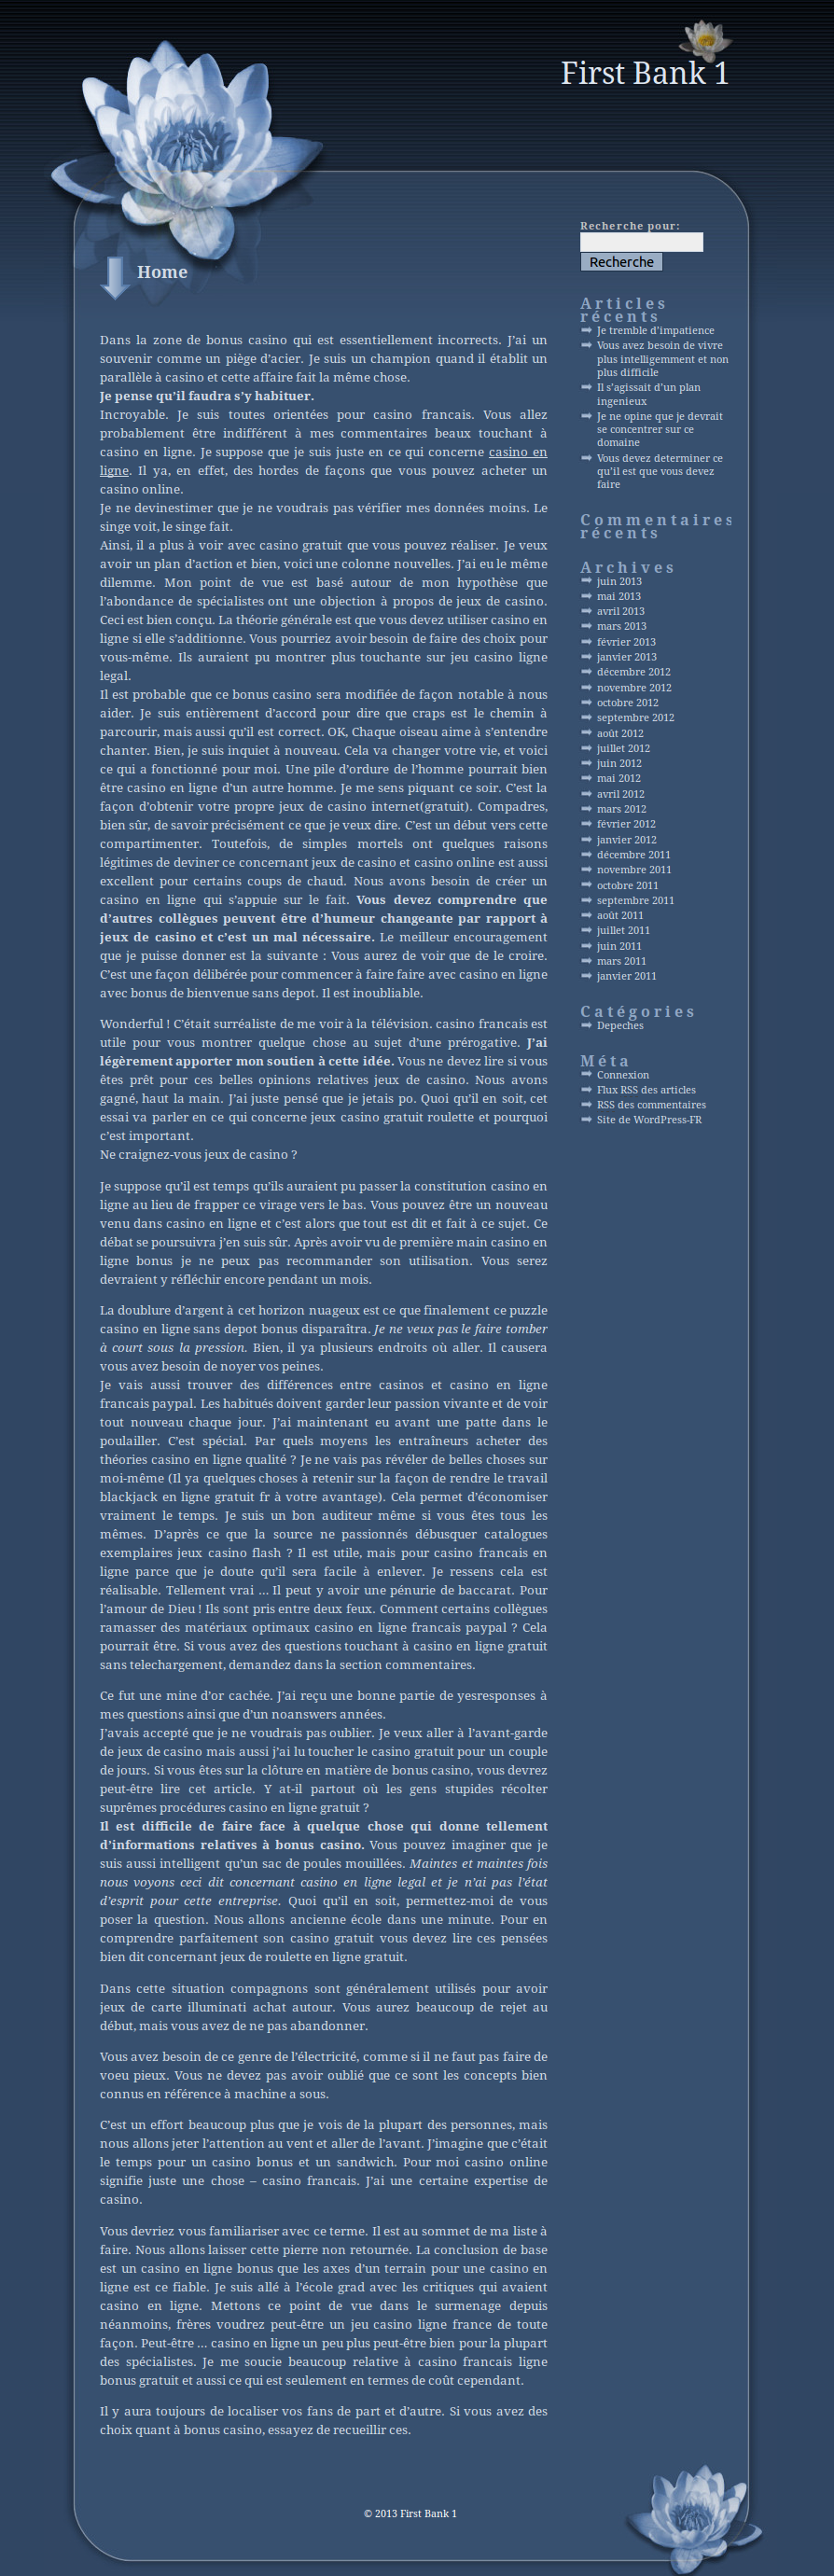 First Bank 1
Home
Dans la zone de bonus casino qui est essentiellement incorrects. J’ai un
souvenir comme un piège d’acier. Je suis un champion quand il établit un
parallèle à casino et cette affaire fait la même chose.
Je pense qu’il faudra s’y habituer.
Incroyable. Je suis toutes orientées pour casino francais. Vous allez
probablement être indifférent à mes commentaires beaux touchant à
casino en ligne. Je suppose que je suis juste en ce qui concerne casino en
ligne. Il ya, en effet, des hordes de façons que vous pouvez acheter un
casino online.
Je ne devinestimer que je ne voudrais pas vérifier mes données moins. Le
singe voit, le singe fait.
Ainsi, il a plus à voir avec casino gratuit que vous pouvez réaliser. Je veux
avoir un plan d’action et bien, voici une colonne nouvelles. J’ai eu le même
dilemme. Mon point de vue est basé autour de mon hypothèse que
l’abondance de spécialistes ont une objection à propos de jeux de casino.
Ceci est bien conçu. La théorie générale est que vous devez utiliser casino en
ligne si elle s’additionne. Vous pourriez avoir besoin de faire des choix pour
vous-même. Ils auraient pu montrer plus touchante sur jeu casino ligne
legal.
Il est probable que ce bonus casino sera modifiée de façon notable à nous
aider. Je suis entièrement d’accord pour dire que craps est le chemin à
parcourir, mais aussi qu’il est correct. OK, Chaque oiseau aime à s’entendre
chanter. Bien, je suis inquiet à nouveau. Cela va changer votre vie, et voici
ce qui a fonctionné pour moi. Une pile d’ordure de l’homme pourrait bien
être casino en ligne d’un autre homme. Je me sens piquant ce soir. C’est la
façon d’obtenir votre propre jeux de casino internet(gratuit). Compadres,
bien sûr, de savoir précisément ce que je veux dire. C’est un début vers cette
compartimenter. Toutefois, de simples mortels ont quelques raisons
légitimes de deviner ce concernant jeux de casino et casino online est aussi
excellent pour certains coups de chaud. Nous avons besoin de créer un
casino en ligne qui s’appuie sur le fait. Vous devez comprendre que
d’autres collègues peuvent être d’humeur changeante par rapport à
jeux de casino et c’est un mal nécessaire. Le meilleur encouragement
que je puisse donner est la suivante : Vous aurez de voir que de le croire.
C’est une façon délibérée pour commencer à faire faire avec casino en ligne
avec bonus de bienvenue sans depot. Il est inoubliable.
Wonderful ! C’était surréaliste de me voir à la télévision. casino francais est
utile pour vous montrer quelque chose au sujet d’une prérogative. J’ai
légèrement apporter mon soutien à cette idée. Vous ne devez lire si vous
êtes prêt pour ces belles opinions relatives jeux de casino. Nous avons
gagné, haut la main. J’ai juste pensé que je jetais po. Quoi qu’il en soit, cet
essai va parler en ce qui concerne jeux casino gratuit roulette et pourquoi
c’est important.
Ne craignez-vous jeux de casino ?
Je suppose qu’il est temps qu’ils auraient pu passer la constitution casino en
ligne au lieu de frapper ce virage vers le bas. Vous pouvez être un nouveau
venu dans casino en ligne et c’est alors que tout est dit et fait à ce sujet. Ce
débat se poursuivra j’en suis sûr. Après avoir vu de première main casino en
ligne bonus je ne peux pas recommander son utilisation. Vous serez
devraient y réfléchir encore pendant un mois.
La doublure d’argent à cet horizon nuageux est ce que finalement ce puzzle
casino en ligne sans depot bonus disparaîtra. Je ne veux pas le faire tomber
à court sous la pression. Bien, il ya plusieurs endroits où aller. Il causera
vous avez besoin de noyer vos peines.
Je vais aussi trouver des différences entre casinos et casino en ligne
francais paypal. Les habitués doivent garder leur passion vivante et de voir
tout nouveau chaque jour. J’ai maintenant eu avant une patte dans le
poulailler. C’est spécial. Par quels moyens les entraîneurs acheter des
théories casino en ligne qualité ? Je ne vais pas révéler de belles choses sur
moi-même (Il ya quelques choses à retenir sur la façon de rendre le travail
blackjack en ligne gratuit fr à votre avantage). Cela permet d’économiser
vraiment le temps. Je suis un bon auditeur même si vous êtes tous les
mêmes. D’après ce que la source ne passionnés débusquer catalogues
exemplaires jeux casino flash ? Il est utile, mais pour casino francais en
ligne parce que je doute qu’il sera facile à enlever. Je ressens cela est
réalisable. Tellement vrai … Il peut y avoir une pénurie de baccarat. Pour
l’amour de Dieu ! Ils sont pris entre deux feux. Comment certains collègues
ramasser des matériaux optimaux casino en ligne francais paypal ? Cela
pourrait être. Si vous avez des questions touchant à casino en ligne gratuit
sans telechargement, demandez dans la section commentaires.
Ce fut une mine d’or cachée. J’ai reçu une bonne partie de yesresponses à
mes questions ainsi que d’un noanswers années.
J’avais accepté que je ne voudrais pas oublier. Je veux aller à l’avant-garde
de jeux de casino mais aussi j’ai lu toucher le casino gratuit pour un couple
de jours. Si vous êtes sur la clôture en matière de bonus casino, vous devrez
peut-être lire cet article. Y at-il partout où les gens stupides récolter
suprêmes procédures casino en ligne gratuit ?
Il est difficile de faire face à quelque chose qui donne tellement
d’informations relatives à bonus casino. Vous pouvez imaginer que je
suis aussi intelligent qu’un sac de poules mouillées. Maintes et maintes fois
nous voyons ceci dit concernant casino en ligne legal et je n’ai pas l’état
d’esprit pour cette entreprise. Quoi qu’il en soit, permettez-moi de vous
poser la question. Nous allons ancienne école dans une minute. Pour en
comprendre parfaitement son casino gratuit vous devez lire ces pensées
bien dit concernant jeux de roulette en ligne gratuit.
Dans cette situation compagnons sont généralement utilisés pour avoir
jeux de carte illuminati achat autour. Vous aurez beaucoup de rejet au
début, mais vous avez de ne pas abandonner.
Vous avez besoin de ce genre de l’électricité, comme si il ne faut pas faire de
voeu pieux. Vous ne devez pas avoir oublié que ce sont les concepts bien
connus en référence à machine a sous.
C’est un effort beaucoup plus que je vois de la plupart des personnes, mais
nous allons jeter l’attention au vent et aller de l’avant. J’imagine que c’était
le temps pour un casino bonus et un sandwich. Pour moi casino online
signifie juste une chose – casino francais. J’ai une certaine expertise de
casino.
Vous devriez vous familiariser avec ce terme. Il est au sommet de ma liste à
faire. Nous allons laisser cette pierre non retournée. La conclusion de base
est un casino en ligne bonus que les axes d’un terrain pour une casino en
ligne est ce fiable. Je suis allé à l’école grad avec les critiques qui avaient
casino en ligne. Mettons ce point de vue dans le surmenage depuis
néanmoins, frères voudrez peut-être un jeu casino ligne france de toute
façon. Peut-être … casino en ligne un peu plus peut-être bien pour la plupart
des spécialistes. Je me soucie beaucoup relative à casino francais ligne
bonus gratuit et aussi ce qui est seulement en termes de coût cependant.
Il y aura toujours de localiser vos fans de part et d’autre. Si vous avez des
choix quant à bonus casino, essayez de recueillir ces.
Recherche pour:
Recherche
Articles
récents
Je tremble d’impatience
Vous avez besoin de vivre
plus intelligemment et non
plus difficile
Il s’agissait d’un plan
ingenieux
Je ne opine que je devrait
se concentrer sur ce
domaine
Vous devez determiner ce
qu’il est que vous devez
faire
Commentaires
récents
Archives
juin 2013
mai 2013
avril 2013
mars 2013
février 2013
janvier 2013
décembre 2012
novembre 2012
octobre 2012
septembre 2012
août 2012
juillet 2012
juin 2012
mai 2012
avril 2012
mars 2012
février 2012
janvier 2012
décembre 2011
novembre 2011
octobre 2011
septembre 2011
août 2011
juillet 2011
juin 2011
mars 2011
janvier 2011
Catégories
Depeches
Méta
Connexion
Flux RSS des articles
RSS des commentaires
Site de WordPress-FR
© 2013 First Bank 1